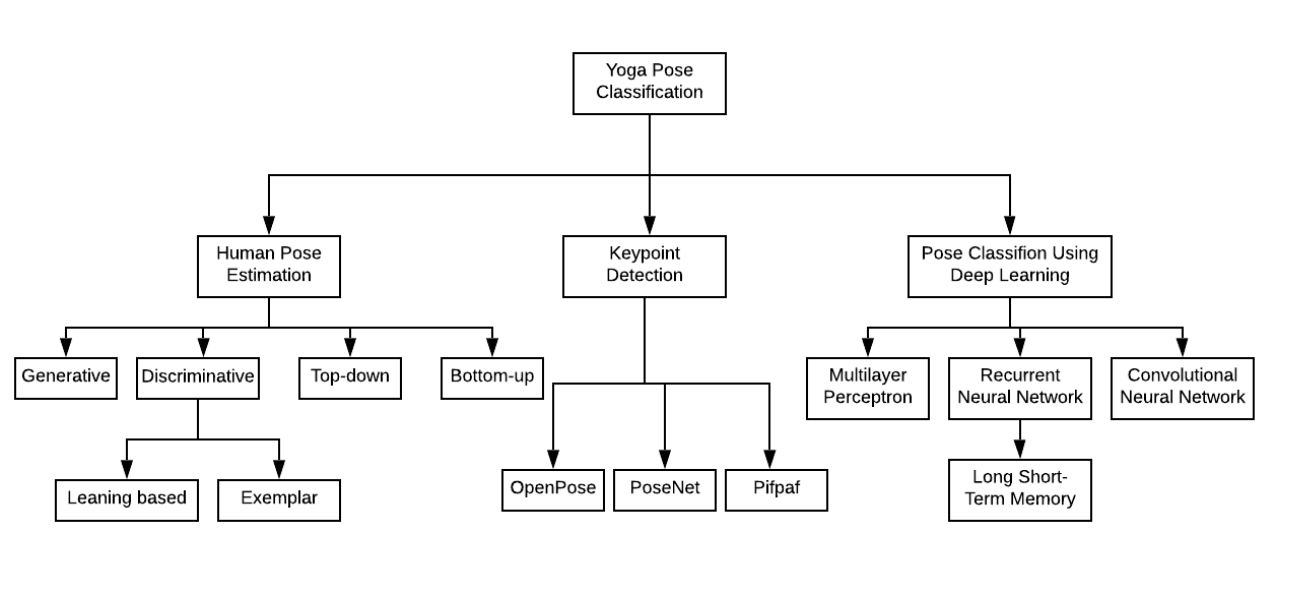 Yoga Pose
Classification
Human Pose
Estimation
Keypoint
Detection
Pose Classifion Using
Deep Learning
Generative
Discriminative
Top-down
Bottom-up
Multilayer
Perceptron
Recurrent
Neural Network
Convolutional
Neural Network
Leaning based
Exemplar
OpenPose
PoseNet
Pifpaf
Long Short-
Term Memory